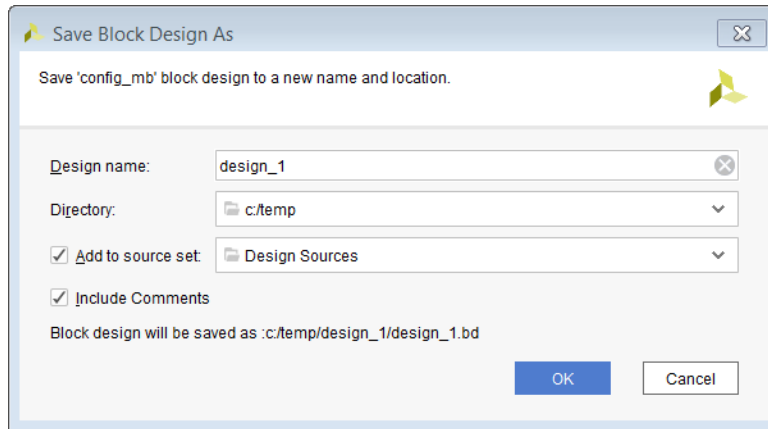 Save Block Design As
Save 'config_mb' block design to a new name and location.
Design name: design_1
Directory: c:/temp
Add to source set: Design Sources
Include Comments
Block design will be saved as :c:/temp/design_1/design_1.bd
OK Cancel